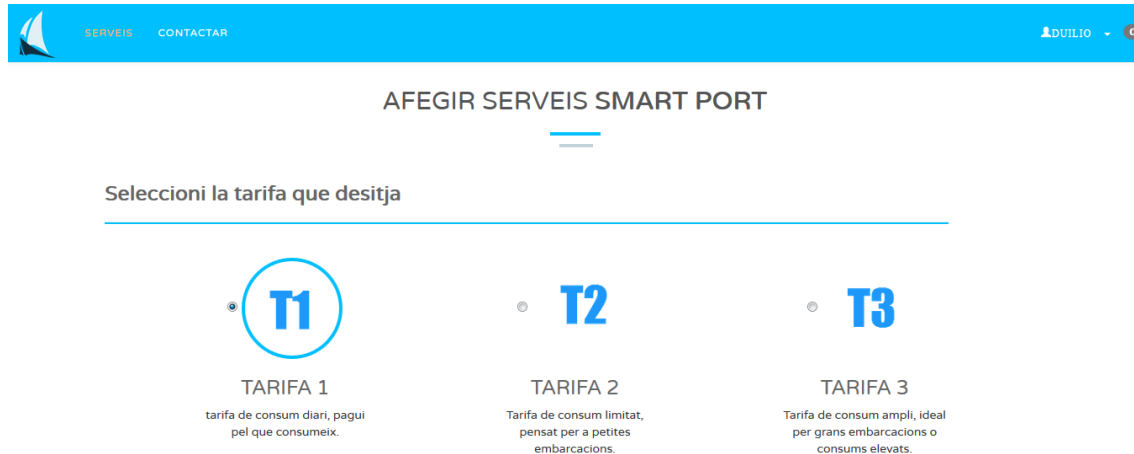 SERVEIS CONTACTAR DUILIO
AFEGIR SERVEIS SMART PORT
Seleccioni la tarifa que desitja
T1 T2 T3
TARIFA 1
tarifa de consum diari, pagui
pel que consumeix.
TARIFA 2
Tarifa de consum limitat,
pensat per a petites
embarcacions.
TARIFA 3
Tarifa de consum ampli, ideal
per grans embarcacions o
consums elevats.